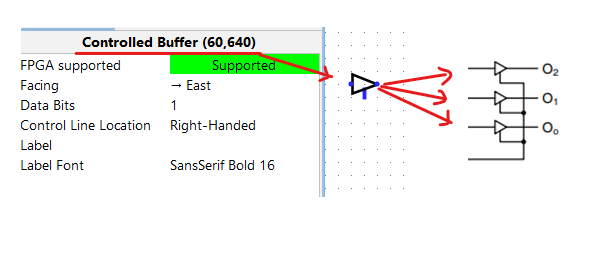 Controlled Buffer (60,640)
FPGA supported Supported
Facing → East
Data Bits 1
Control Line Location Right-Handed
Label
Label Font SansSerif Bold 16
O₂
O₁
O₀